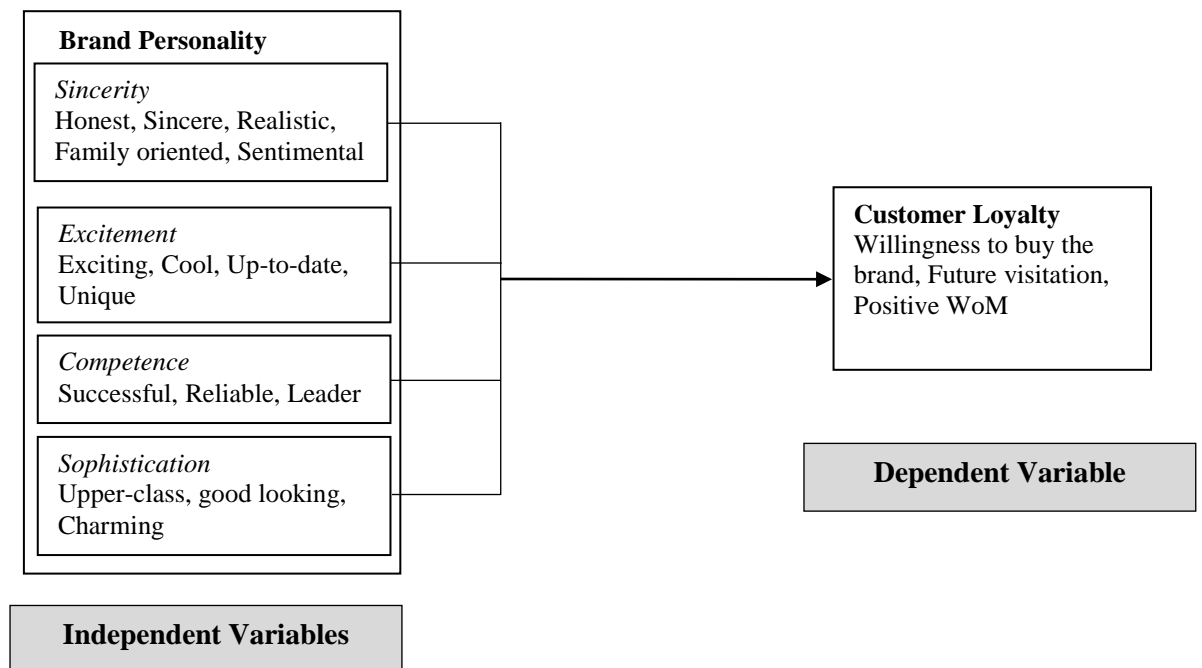 Brand Personality
Sincerity
Honest, Sincere, Realistic,
Family oriented, Sentimental
Excitement
Exciting, Cool, Up-to-date,
Unique
Competence
Successful, Reliable, Leader
Sophistication
Upper-class, good looking,
Charming
Independent Variables
Customer Loyalty
Willingness to buy the
brand, Future visitation,
Positive WoM
Dependent Variable